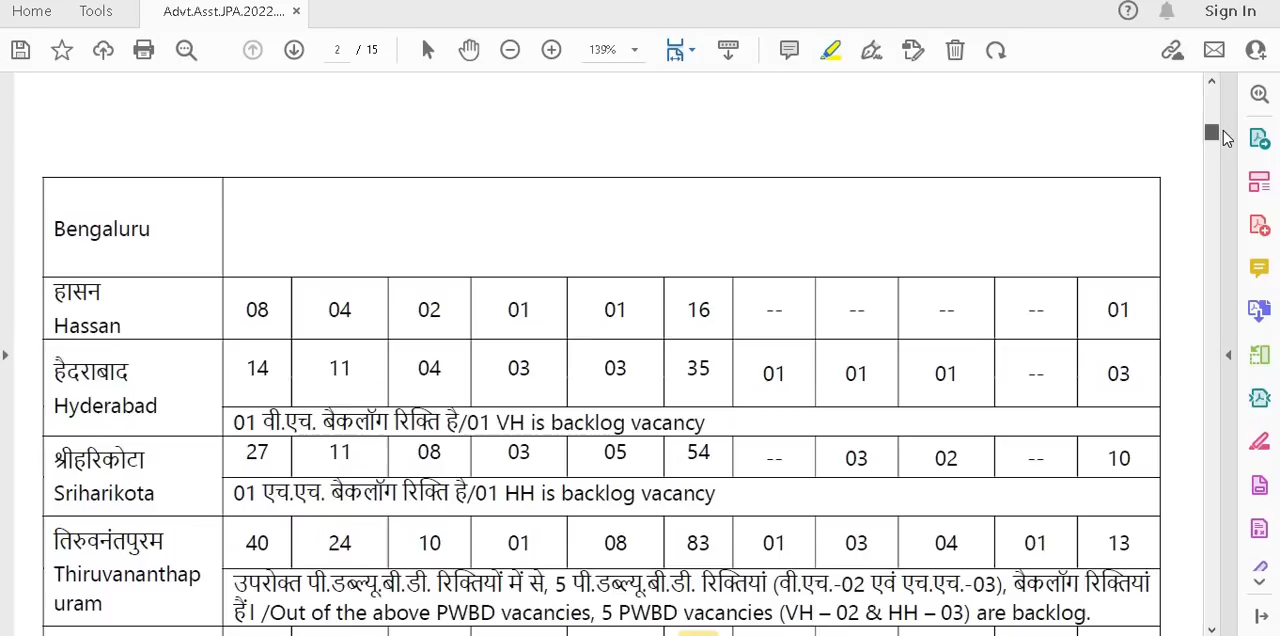 Home Tools Advt.Asst.JPA.2022.... × Sign In
2 / 15 139%
Bengaluru
हासन
Hassan 08 04 02 01 01 16 -- -- -- -- 01
हैदराबाद
Hyderabad 14 11 04 03 03 35 01 01 01 -- 03
01 वी.एच. बैकलॉग रिक्ति है/01 VH is backlog vacancy
श्रीहरिकोटा
Sriharikota 27 11 08 03 05 54 -- 03 02 -- 10
01 एच.एच. बैकलॉग रिक्ति है/01 HH is backlog vacancy
तिरुवनंतपुरम
Thiruvananthap
uram 40 24 10 01 08 83 01 03 04 01 13
उपरोक्त पी.डब्ल्यू.बी.डी. रिक्तियों में से, 5 पी.डब्ल्यू.बी.डी. रिक्तियां (वी.एच.-02 एवं एच.एच.-03), बैकलॉग रिक्तियां
हैं। /Out of the above PWBD vacancies, 5 PWBD vacancies (VH – 02 & HH – 03) are backlog.